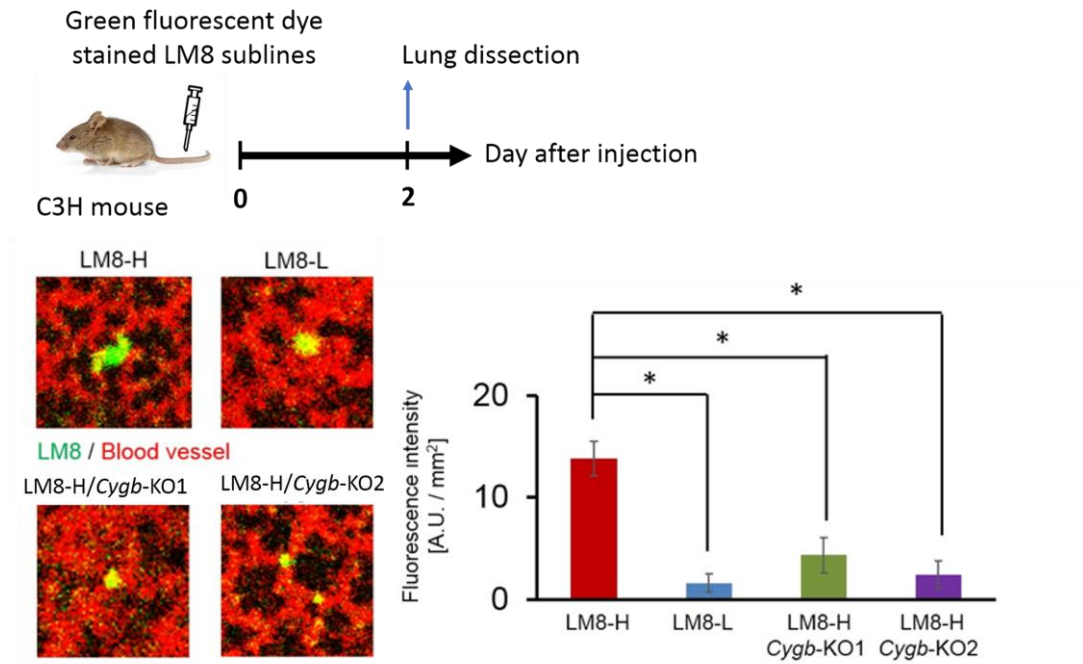 Green fluorescent dye
stained LM8 sublines
Lung dissection
Day after injection
C3H mouse
0
2
LM8-H
LM8-L
LM8 / Blood vessel
LM8-H/Cygb-KO1
LM8-H/Cygb-KO2
Fluorescence intensity
[A.U. / mm²]
20
10
0
*
*
*
LM8-H
LM8-L
LM8-H
Cygb-KO1
LM8-H
Cygb-KO2